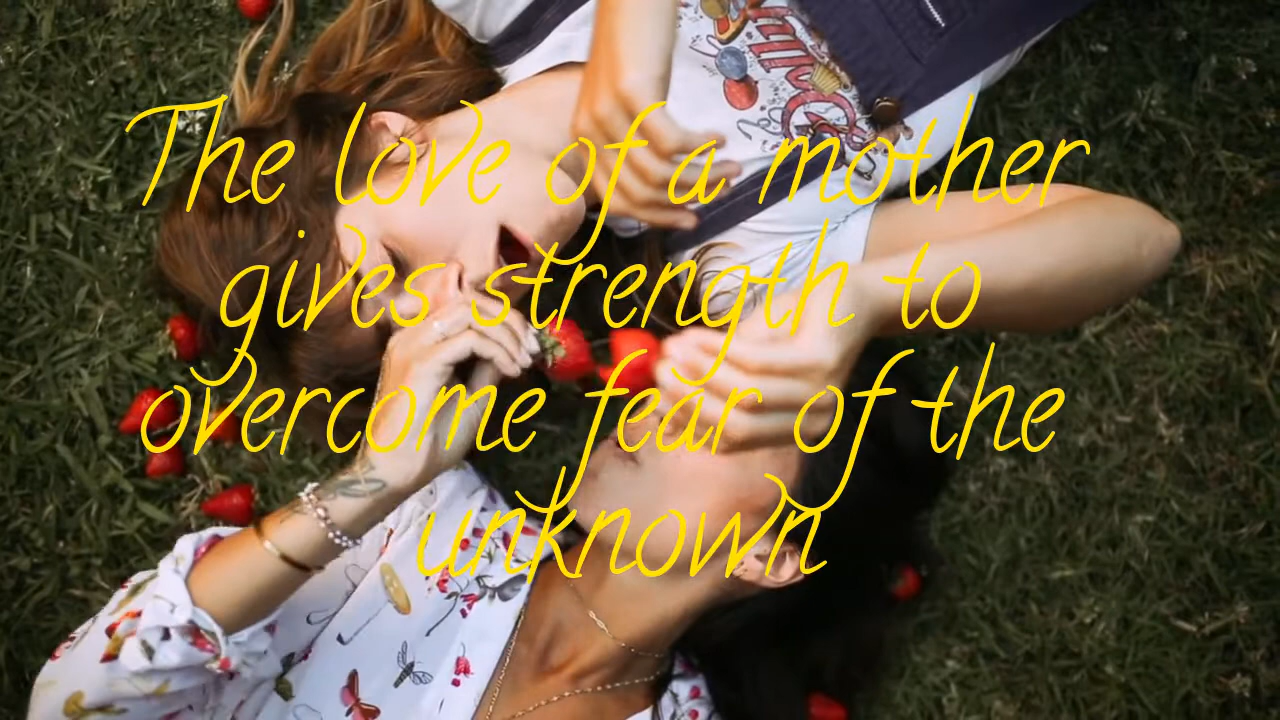 The love of a mother
gives strength to
overcome fear of the
unknown